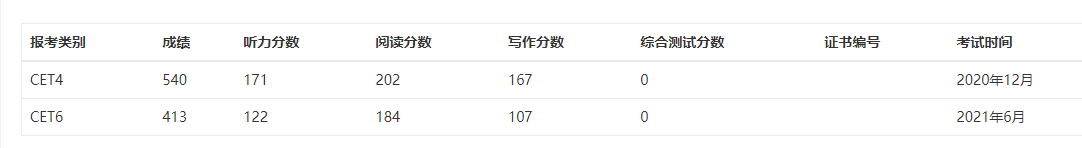 报考类别 成绩 听力分数 阅读分数 写作分数 综合测试分数 证书编号 考试时间
CET4 540 171 202 167 0 2020年12月
CET6 413 122 184 107 0 2021年6月